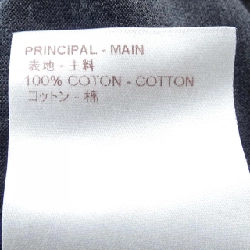 PRINCIPAL - MAIN
表地 - 主料
100% COTON - COTTON
コットン - 棉